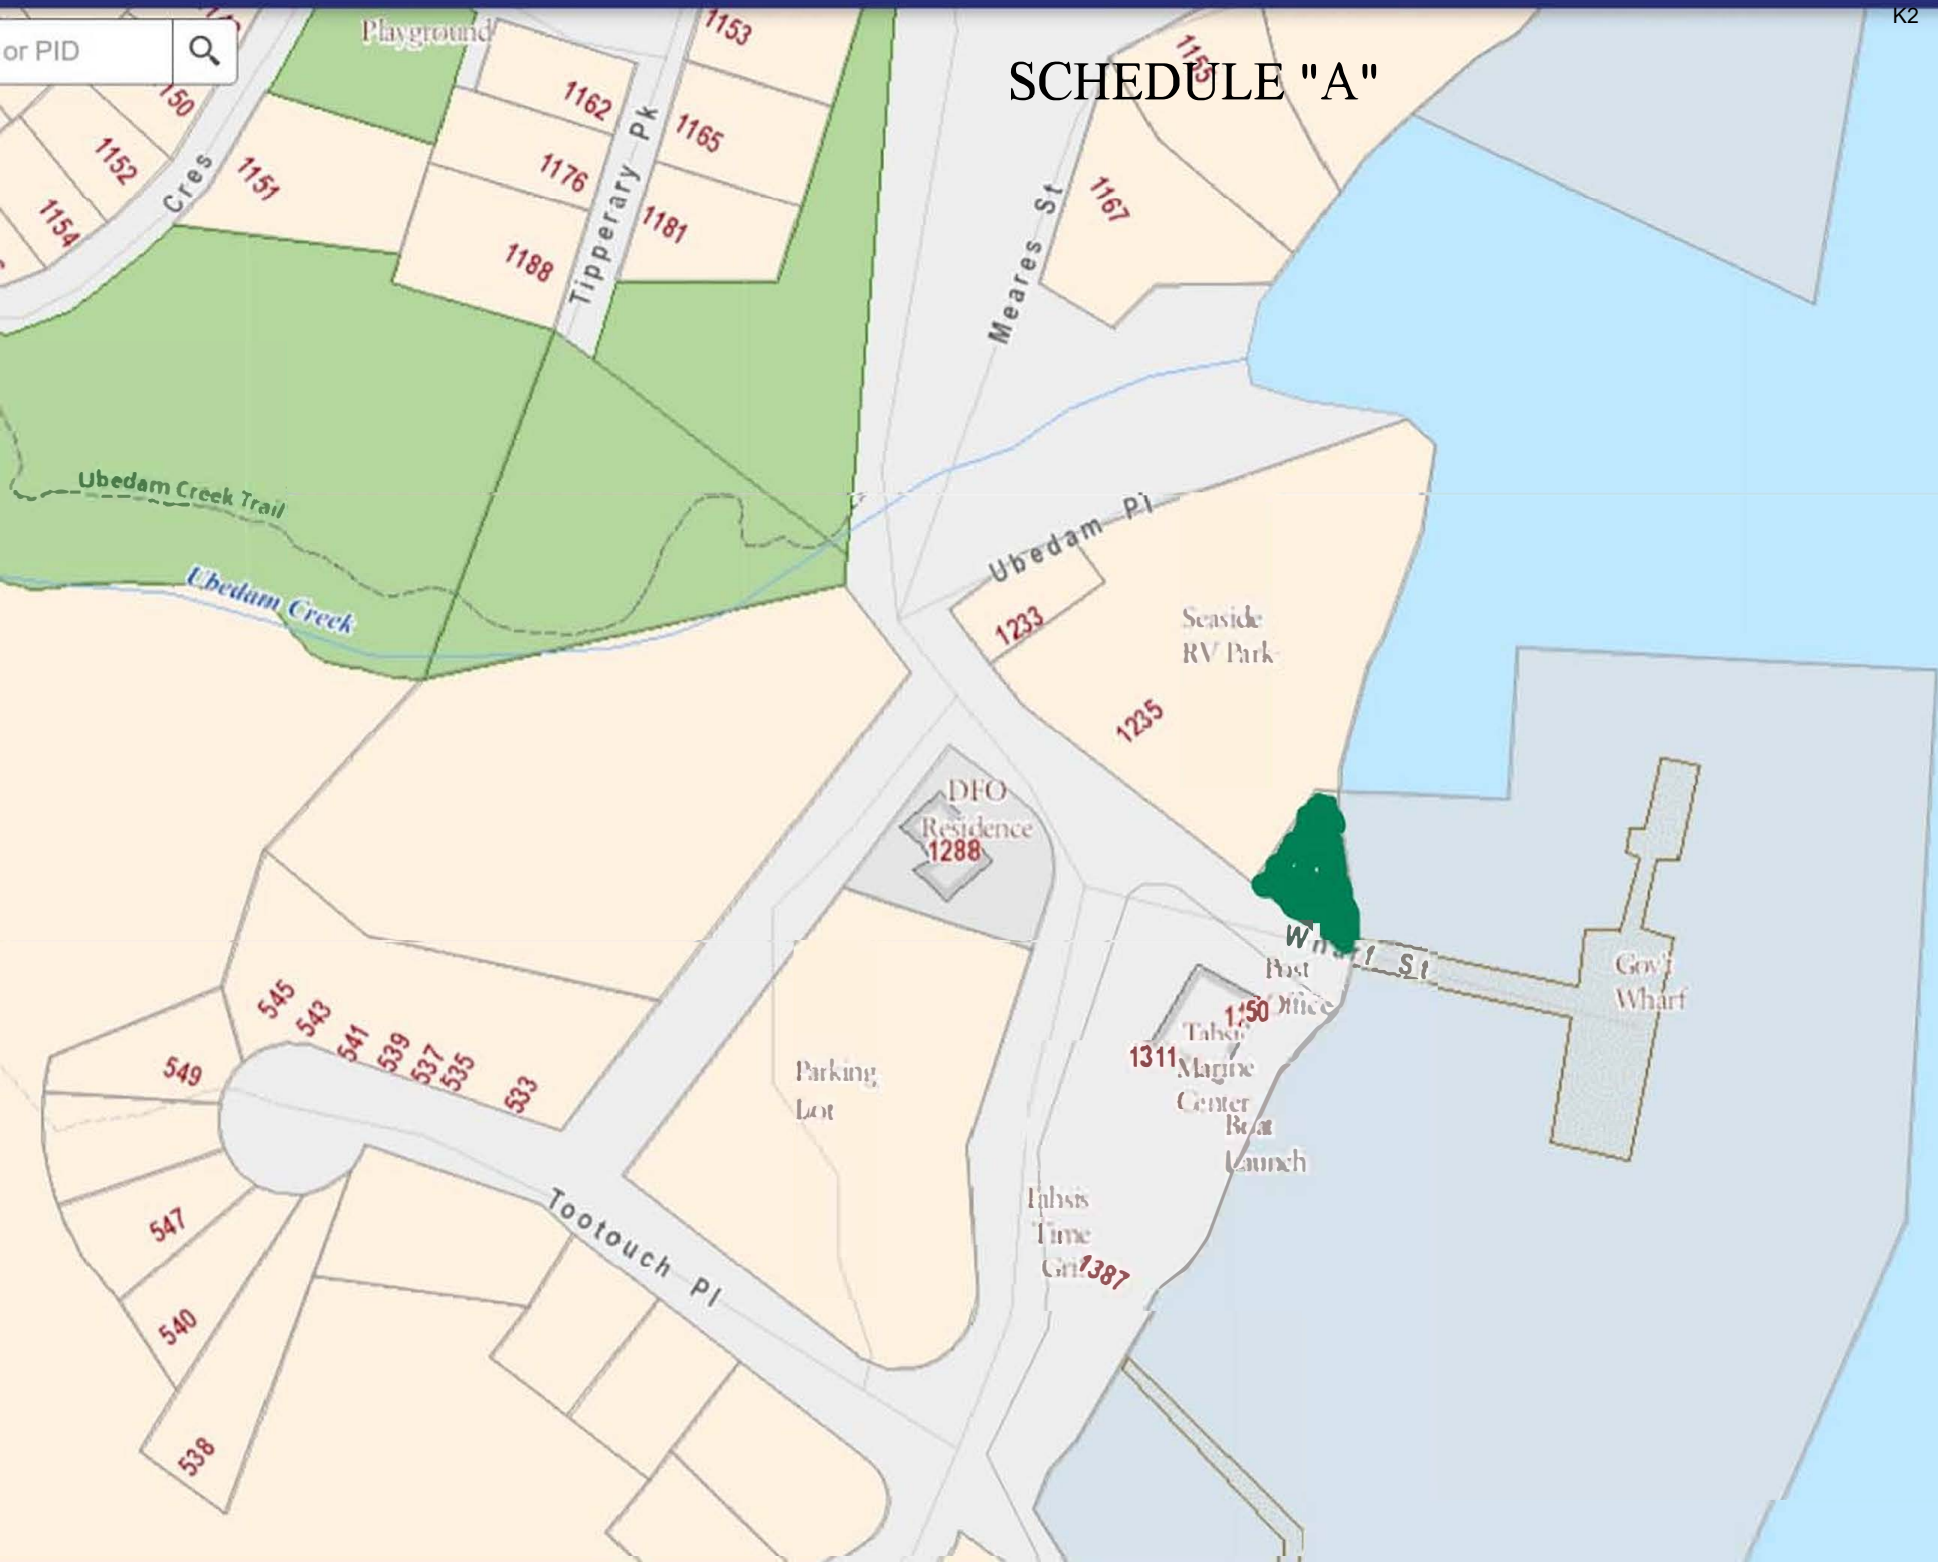 K2
or PID
SCHEDULE "A"
Playground
1153
1155
1162
1165
150
1152
1151
1176
1167
1154
Cres
1181
1188
Tipperary Pk
Meares St
Ubedam Creek Trail
Ubedam Pl
Ubedam Creek
1233
Seaside
RV Park
1235
DFO
Residence
1288
Wharf St
Gov't
Wharf
Post
Office
1311
Marine
Center
Boat
Launch
545
543
541
539
537
535
533
549
Parking
Lot
547
Tootouch Pl
Tahsis
Time
1387
540
538